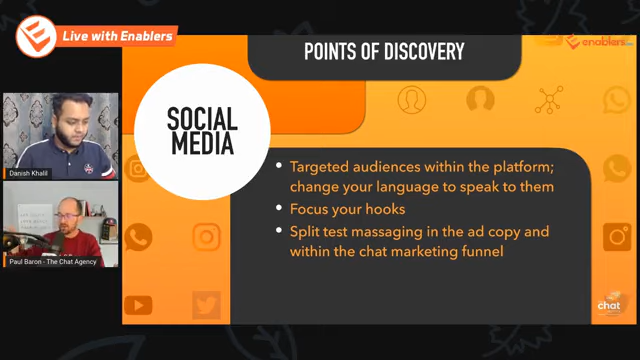 Live with Enablers
POINTS OF DISCOVERY
Enablers
SOCIAL
MEDIA
Targeted audiences within the platform;
change your language to speak to them
Focus your hooks
Split test massaging in the ad copy and
within the chat marketing funnel
Danish Khalil
Paul Baron - The Chat Agency
chat